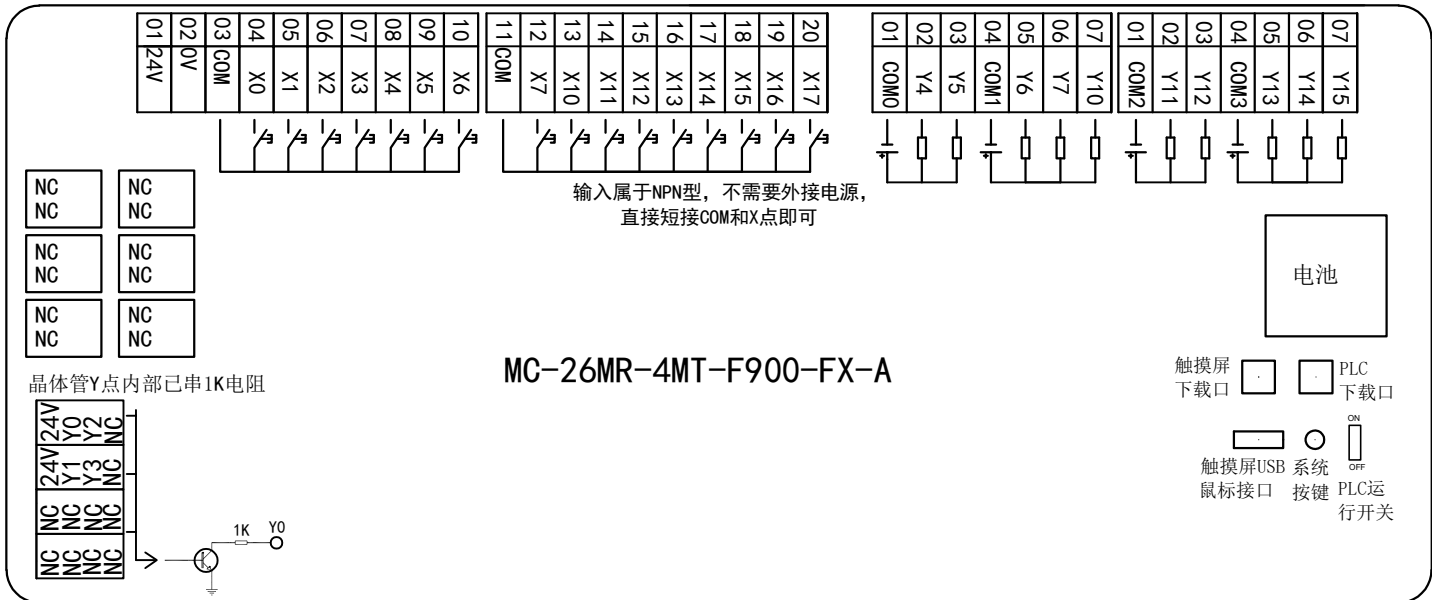 01 02 03 04 05 06 07 08 09 10
24V 0V COM X0 X1 X2 X3 X4 X5 X6
11 12 13 14 15 16 17 18 19 20
COM X7 X10 X11 X12 X13 X14 X15 X16 X17
01 02 03 04 05 06 07
COM0 Y4 Y5 COM1 Y6 Y7 Y10
01 02 03 04 05 06 07
COM2 Y11 Y12 COM3 Y13 Y14 Y15
输入属于NPN型，不需要外接电源，
直接短接COM和X点即可
NC
NC
NC
NC
NC
NC
NC
NC
NC
NC
NC
NC
电池
MC-26MR-4MT-F900-FX-A
触摸屏
下载口
PLC
下载口
晶体管Y点内部已串1K电阻
24V 24V
Y0
Y2
NC
24V
Y1
Y3
NC
NC
NC
NC
NC
NC
NC
NC
NC
1K
Y0
ON
OFF
触摸屏USB
鼠标接口
系统
按键
PLC运
行开关